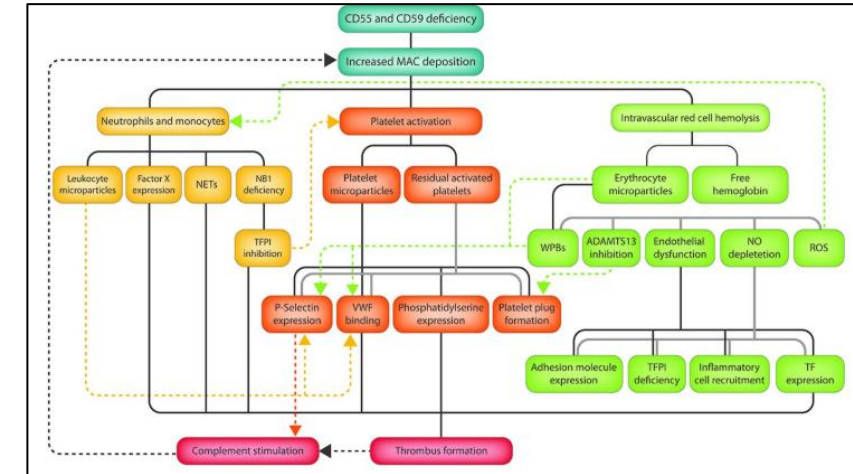 CD55 and CD59 deficiency
Increased MAC deposition
Neutrophils and monocytes
Platelet activation
Intravascular red cell hemolysis
Leukocyte
microparticles
Factor X
expression
NETs
NB1
deficiency
Platelet
microparticles
Residual activated
platelets
Erythrocyte
microparticles
Free
hemoglobin
TFPI
inhibition
WPBs
ADAMTS13
inhibition
Endothelial
dysfunction
NO
depletetion
ROS
P-Selectin
expression
VWF
binding
Phosphatidylserine
expression
Platelet plug
formation
Adhesion molecule
expression
TFPI
deficiency
Inflammatory
cell recruitment
TF
expression
Complement stimulation
Thrombus formation